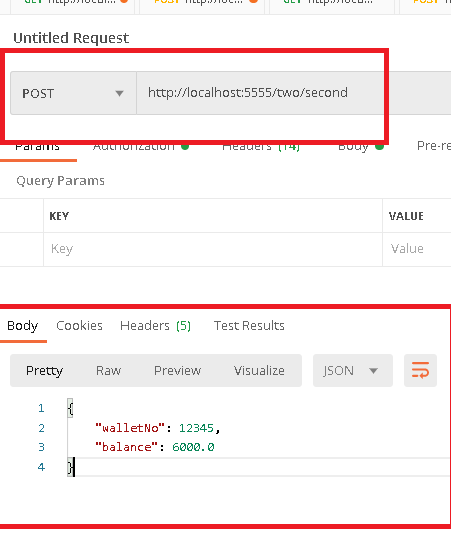 Untitled Request
POST http://localhost:5555/two/second
Params Authorization Headers (14) Body Pre-re
Query Params
KEY VALUE
Key Value
Body Cookies Headers (5) Test Results
Pretty Raw Preview Visualize JSON
1 {
2 "walletNo": 12345,
3 "balance": 6000.0
4 }